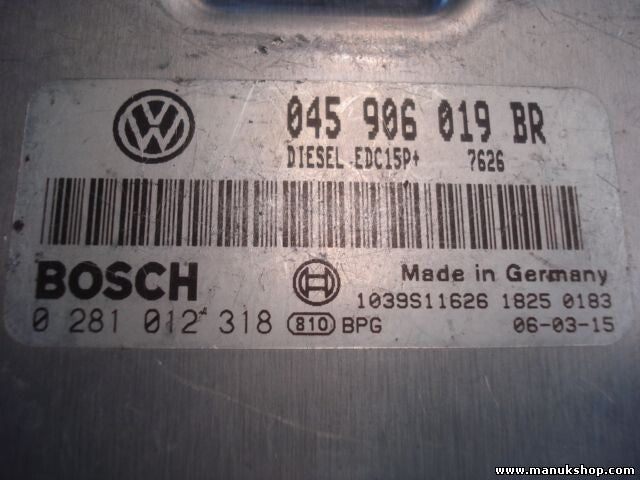 045 906 019 BR
DIESEL EDC15P+ 7626
BOSCH
Made in Germany
1039S11626 1825 0183
0 281 012 318 810 BPG 06-03-15
www.manukshop.com